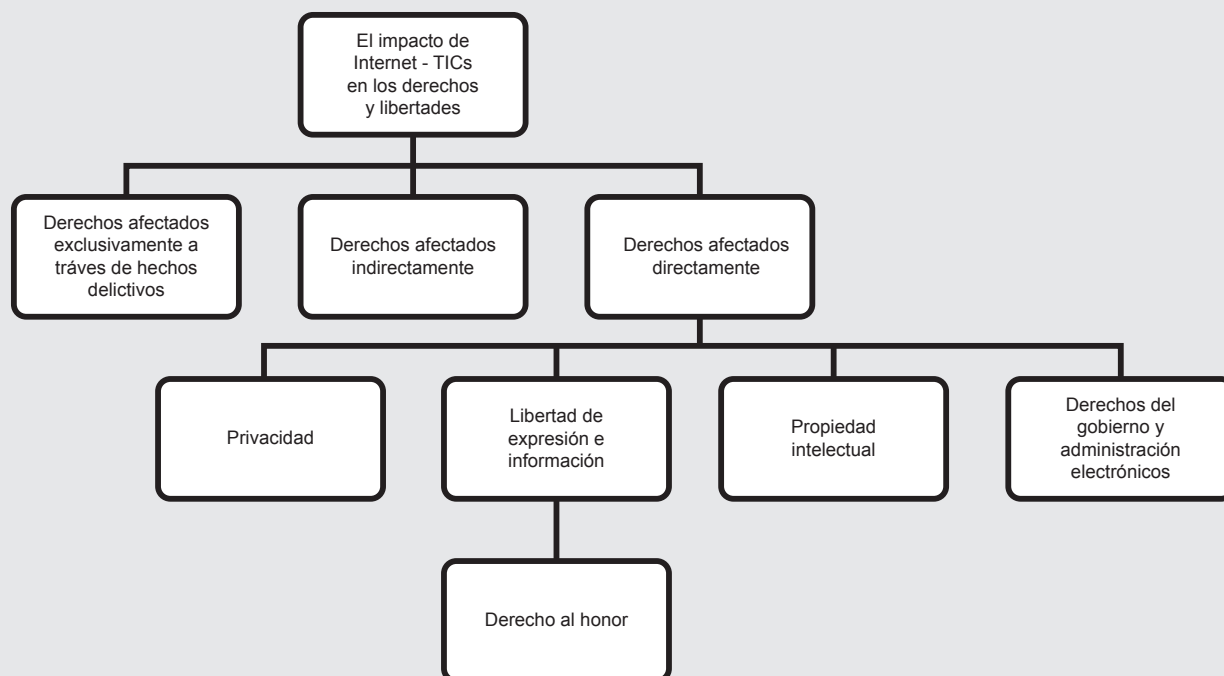 El impacto de
Internet - TICs
en los derechos
y libertades
Derechos afectados
exclusivamente a
tráves de hechos
delictivos
Derechos afectados
indirectamente
Derechos afectados
directamente
Privacidad
Libertad de
expresión e
información
Propiedad
intelectual
Derechos del
gobierno y
administración
electrónicos
Derecho al honor